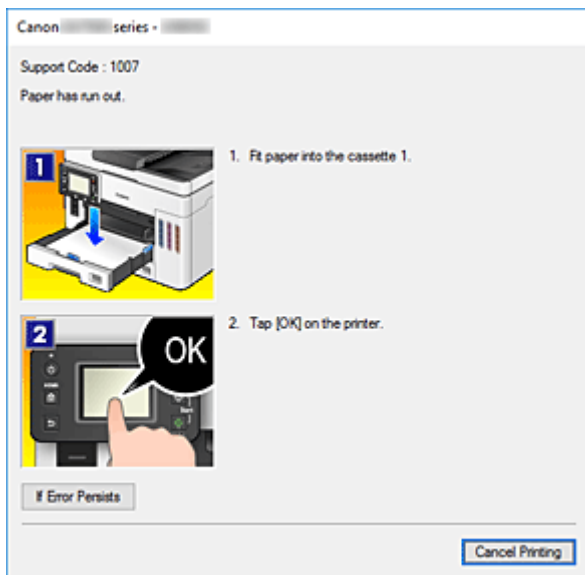 Canon series -
Support Code : 1007
Paper has run out.
1
1. Fit paper into the cassette 1.
2
OK
2. Tap [OK] on the printer.
If Error Persists
Cancel Printing